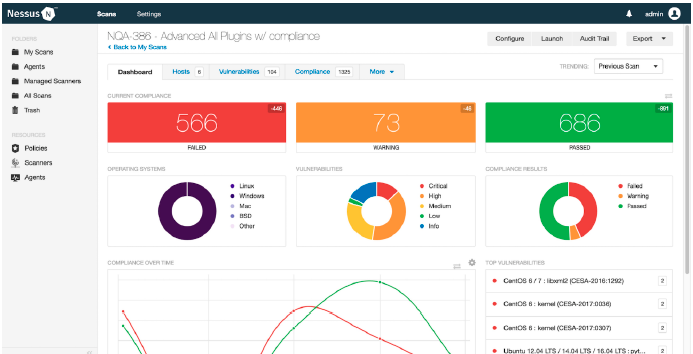 Nessus N
Scans
Settings
admin
FOLDERS
My Scans
Agents
Managed Scanners
All Scans
Trash
RESOURCES
Policies
Scanners
Agents
NQA-386 - Advanced All Plugins w/ compliance
Back to My Scans
Configure
Launch
Audit Trail
Export
Dashboard
Hosts 6
Vulnerabilities 194
Compliance 1325
More
TRENDING:
Previous Scan
CURRENT COMPLIANCE
-446
566
FAILED
-45
73
WARNING
-891
686
PASSED
OPERATING SYSTEMS
Linux
Windows
Mac
BSD
Other
VULNERABILITIES
Critical
High
Medium
Low
Info
COMPLIANCE RESULTS
Failed
Warning
Passed
COMPLIANCE OVER TIME
TOP VULNERABILITIES
CentOS 6 / 7 : libxml2 (CESA-2016:1292) 2
CentOS 6 : kernel (CESA-2017:0036) 2
CentOS 6 : kernel (CESA-2017:0307) 2
Ubuntu 12.04 LTS / 14.04 LTS / 16.04 LTS : pyt... 2